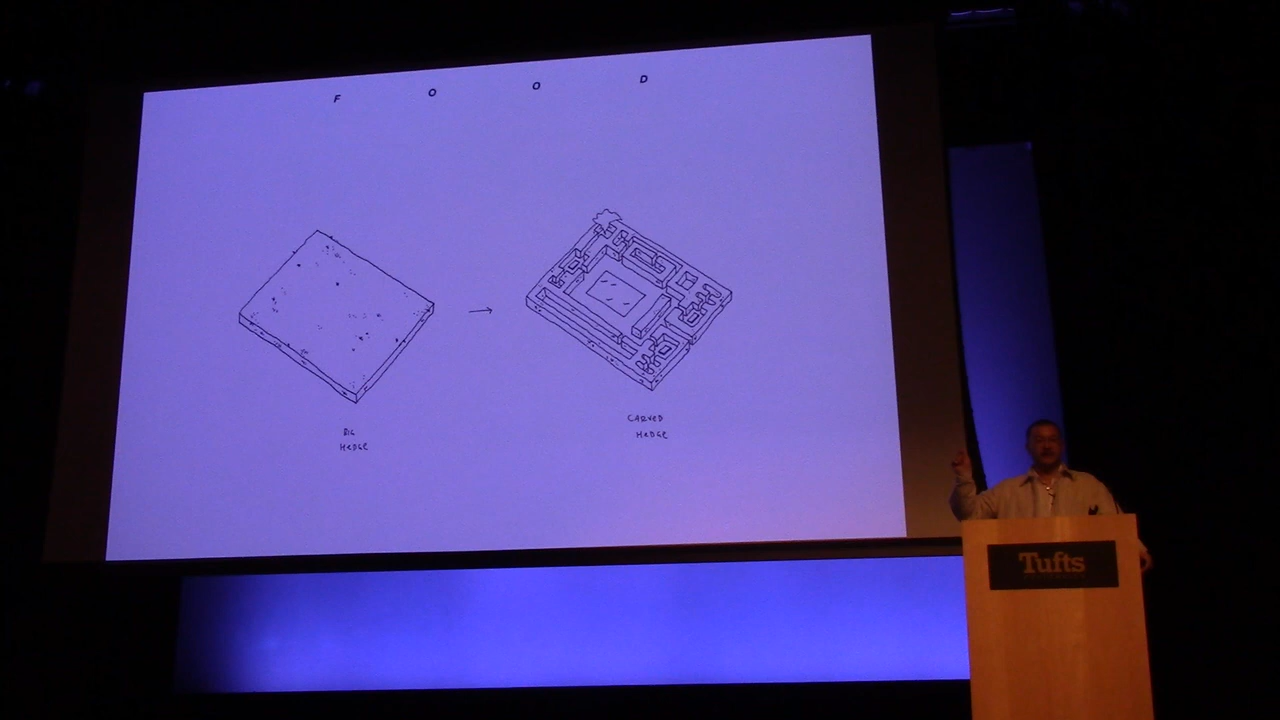 F O O D
BIG
HEDGE
CARVED
HEDGE
Tufts